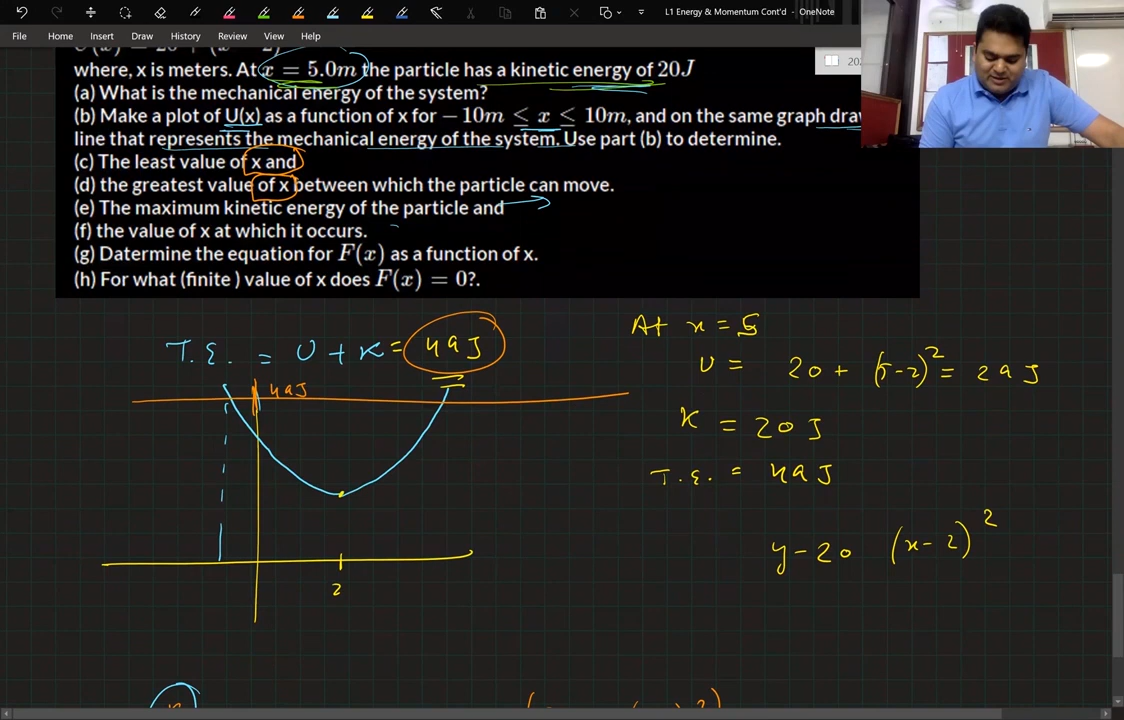 L1 Energy & Momentum Cont'd - OneNote
File Home Insert Draw History Review View Help
where, x is meters. At x = 5.0m the particle has a kinetic energy of 20J
(a) What is the mechanical energy of the system?
(b) Make a plot of U(x) as a function of x for − 10m ≤ x ≤ 10m, and on the same graph draw
line that represents the mechanical energy of the system. Use part (b) to determine.
(c) The least value of x and
(d) the greatest value of x between which the particle can move.
(e) The maximum kinetic energy of the particle and
(f) the value of x at which it occurs.
(g) Datermine the equation for F(x) as a function of x.
(h) For what (finite ) value of x does F(x) = 0?.
T.E. = U + K = 49J
49J
2
At x = 5
U = 20 + (5-2)² = 29 J
K = 20J
T.E. = 49 J
y - 20 (x - 2)²